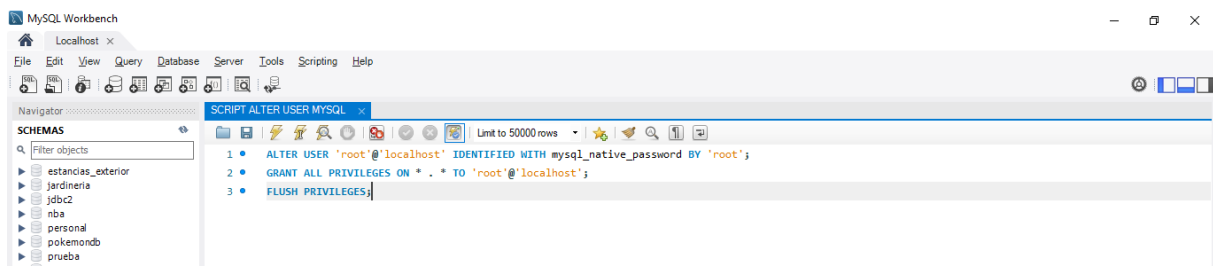 MySQL Workbench
Localhost
File Edit View Query Database Server Tools Scripting Help
Navigator
SCRIPT ALTER USER MYSQL
SCHEMAS
Limit to 50000 rows
Filter objects
1 ALTER USER 'root'@'localhost' IDENTIFIED WITH mysql_native_password BY 'root';
2 GRANT ALL PRIVILEGES ON * . * TO 'root'@'localhost';
3 FLUSH PRIVILEGES;
estancias_exterior
jardineria
jdbc2
nba
personal
pokemondb
prueba